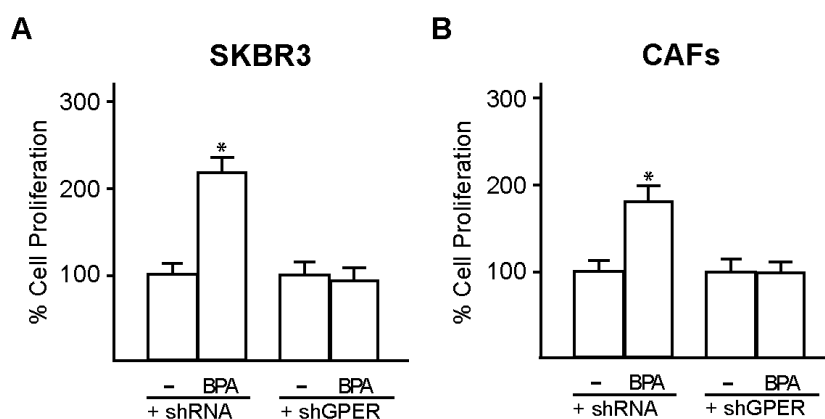 A
SKBR3
% Cell Proliferation
300
200
100
*
– BPA – BPA
+ shRNA + shGPER
B
CAFs
% Cell Proliferation
300
200
100
*
– BPA – BPA
+ shRNA + shGPER